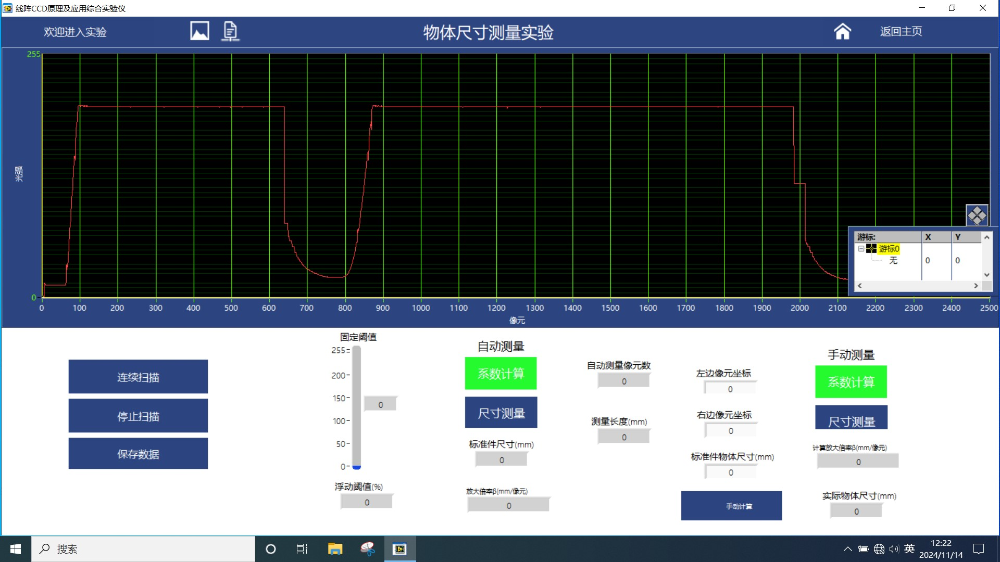 线阵CCD原理及应用综合实验仪
欢迎进入实验
物体尺寸测量实验
返回主页
255
光强
0
0 100 200 300 400 500 600 700 800 900 1000 1100 1200 1300 1400 1500 1600 1700 1800 1900 2000 2100 2200 2300 2400 2500
像元
游标: X Y
游标0
无 0 0
连续扫描
停止扫描
保存数据
固定阈值
255
200
150
100
50
0
0
浮动阈值(%)
0
自动测量
系数计算
尺寸测量
标准件尺寸(mm)
0
放大倍率β(mm/像元)
0
自动测量像元数
0
测量长度(mm)
0
左边像元坐标
0
右边像元坐标
0
标准件物体尺寸(mm)
0
手动计算
手动测量
系数计算
尺寸测量
计算放大倍率β(mm/像元)
0
实际物体尺寸(mm)
0
搜索
英
12:22
2024/11/14